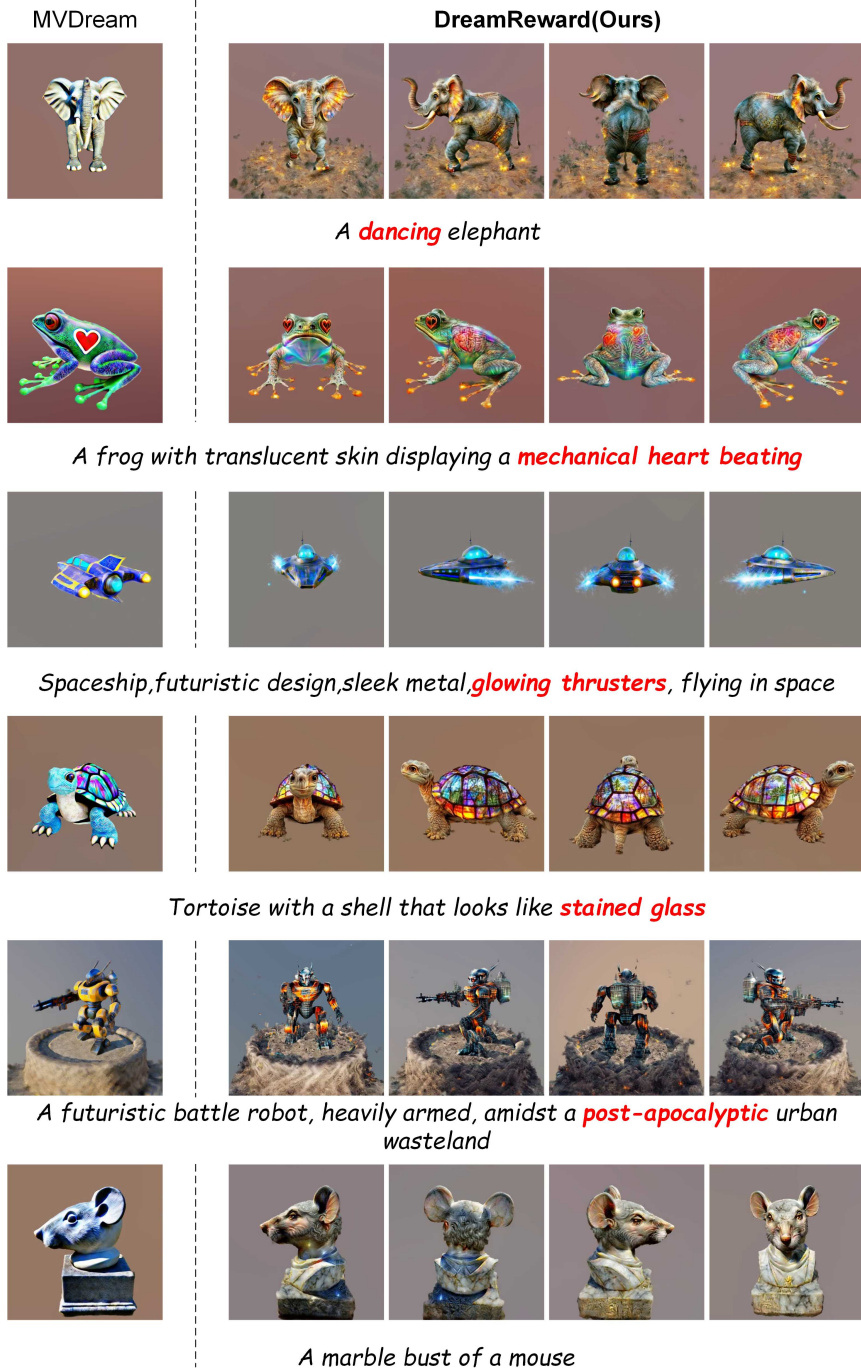 MVDream
DreamReward(Ours)
A dancing elephant
A frog with translucent skin displaying a mechanical heart beating
Spaceship,futuristic design,sleek metal,glowing thrusters, flying in space
Tortoise with a shell that looks like stained glass
A futuristic battle robot, heavily armed, amidst a post-apocalyptic urban
wasteland
A marble bust of a mouse